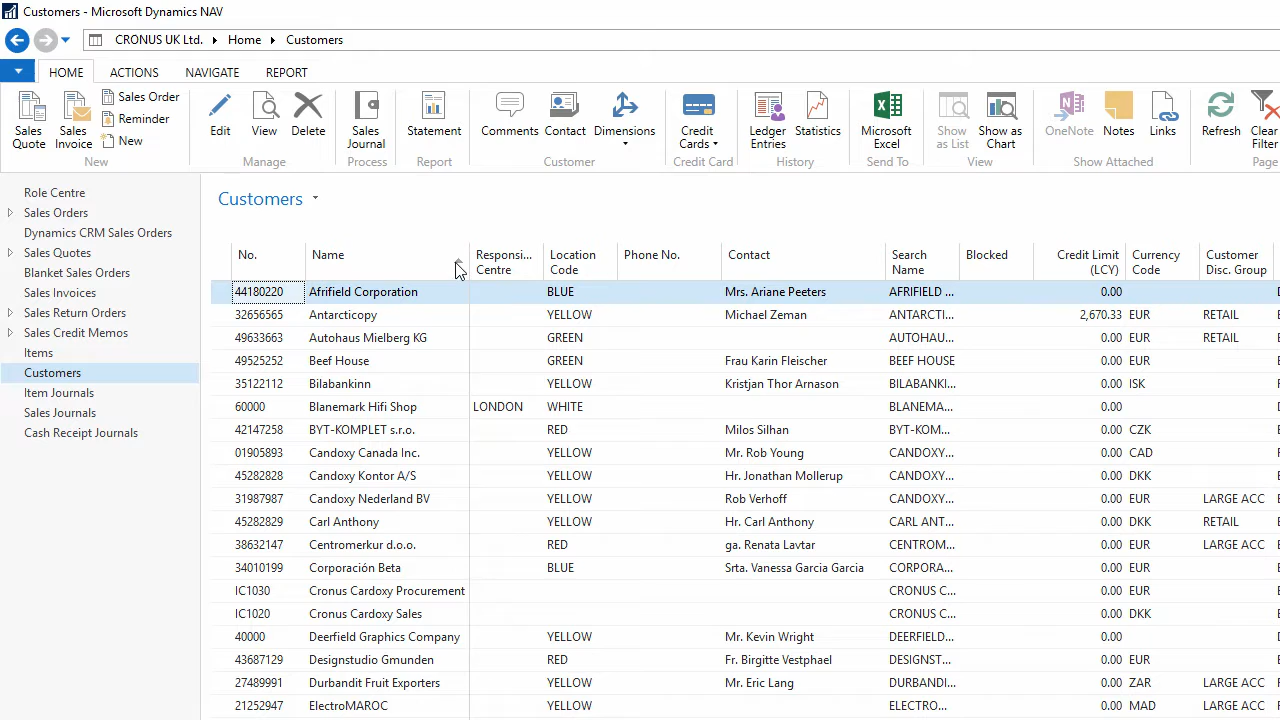 Customers - Microsoft Dynamics NAV
CRONUS UK Ltd. Home Customers
HOME ACTIONS NAVIGATE REPORT
Sales Quote
Sales Invoice
Sales Order
Reminder
New
New
Edit
View
Delete
Manage
Sales Journal
Process
Statement
Report
Comments
Contact
Dimensions
Customer
Credit Cards
Credit Card
Ledger Entries
Statistics
History
Microsoft Excel
Send To
Show as List
Show as Chart
View
OneNote
Notes
Links
Show Attached
Refresh
Clear Filter
Page
Role Centre
Sales Orders
Dynamics CRM Sales Orders
Sales Quotes
Blanket Sales Orders
Sales Invoices
Sales Return Orders
Sales Credit Memos
Items
Customers
Item Journals
Sales Journals
Cash Receipt Journals
Customers
No. Name Responsi... Centre Location Code Phone No. Contact Search Name Blocked Credit Limit (LCY) Currency Code Customer Disc. Group
44180220 Afrifield Corporation BLUE Mrs. Ariane Peeters AFRIFIELD ... 0.00
32656565 Antarcticopy YELLOW Michael Zeman ANTARCTI... 2,670.33 EUR RETAIL
49633663 Autohaus Mielberg KG GREEN AUTOHAU... 0.00 EUR RETAIL
49525252 Beef House GREEN Frau Karin Fleischer BEEF HOUSE 0.00 EUR
35122112 Bilabankinn YELLOW Kristjan Thor Arnason BILABANKI... 0.00 ISK
60000 Blanemark Hifi Shop LONDON WHITE BLANEMA... 0.00
42147258 BYT-KOMPLET s.r.o. RED Milos Silhan BYT-KOM... 0.00 CZK
01905893 Candoxy Canada Inc. YELLOW Mr. Rob Young CANDOXY... 0.00 CAD
45282828 Candoxy Kontor A/S YELLOW Hr. Jonathan Mollerup CANDOXY... 0.00 DKK
31987987 Candoxy Nederland BV YELLOW Rob Verhoff CANDOXY... 0.00 EUR LARGE ACC
45282829 Carl Anthony YELLOW Hr. Carl Anthony CARL ANT... 0.00 DKK RETAIL
38632147 Centromerkur d.o.o. RED ga. Renata Lavtar CENTROM... 0.00 EUR LARGE ACC
34010199 Corporación Beta BLUE Srta. Vanessa Garcia Garcia CORPORA... 0.00 EUR
IC1030 Cronus Cardoxy Procurement CRONUS C... 0.00 EUR
IC1020 Cronus Cardoxy Sales CRONUS C... 0.00 DKK
40000 Deerfield Graphics Company YELLOW Mr. Kevin Wright DEERFIELD... 0.00
43687129 Designstudio Gmunden RED Fr. Birgitte Vestphael DESIGNST... 0.00 EUR
27489991 Durbandit Fruit Exporters YELLOW Mr. Eric Lang DURBANDI... 0.00 ZAR LARGE ACC
21252947 ElectroMAROC ELECTRO... 0.00 MAD LARGE ACC